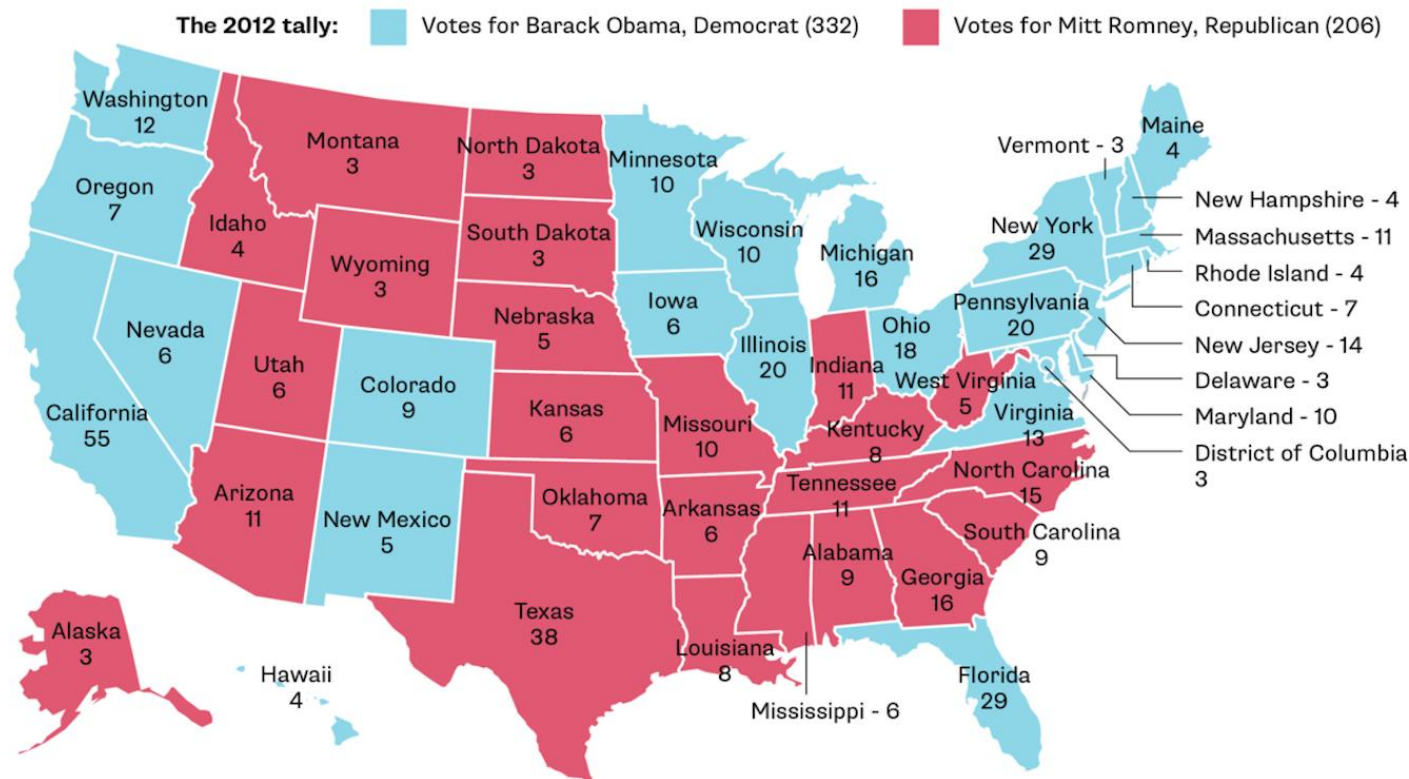 The 2012 tally: Votes for Barack Obama, Democrat (332) Votes for Mitt Romney, Republican (206)
Washington
12
Oregon
7
California
55
Nevada
6
Idaho
4
Montana
3
Wyoming
3
Utah
6
Arizona
11
Colorado
9
New Mexico
5
North Dakota
3
South Dakota
3
Nebraska
5
Kansas
6
Oklahoma
7
Texas
38
Minnesota
10
Iowa
6
Missouri
10
Arkansas
6
Louisiana
8
Wisconsin
10
Illinois
20
Michigan
16
Indiana
11
Ohio
18
Kentucky
8
Tennessee
11
Mississippi - 6
Alabama
9
Georgia
16
Florida
29
South Carolina
9
North Carolina
15
Virginia
13
West Virginia
5
Pennsylvania
20
New York
29
Vermont - 3
Maine
4
New Hampshire - 4
Massachusetts - 11
Rhode Island - 4
Connecticut - 7
New Jersey - 14
Delaware - 3
Maryland - 10
District of Columbia
3
Alaska
3
Hawaii
4